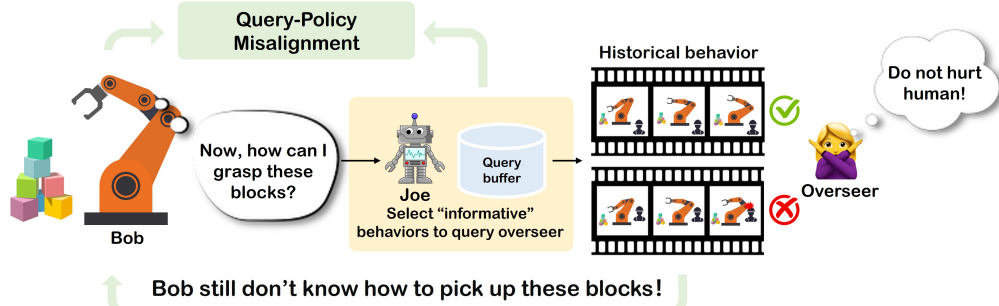 Query-Policy
Misalignment
Historical behavior
Do not hurt
human!
Now, how can I
grasp these
blocks?
Query
buffer
Joe
Select “informative”
behaviors to query overseer
Overseer
Bob
Bob still don’t know how to pick up these blocks!